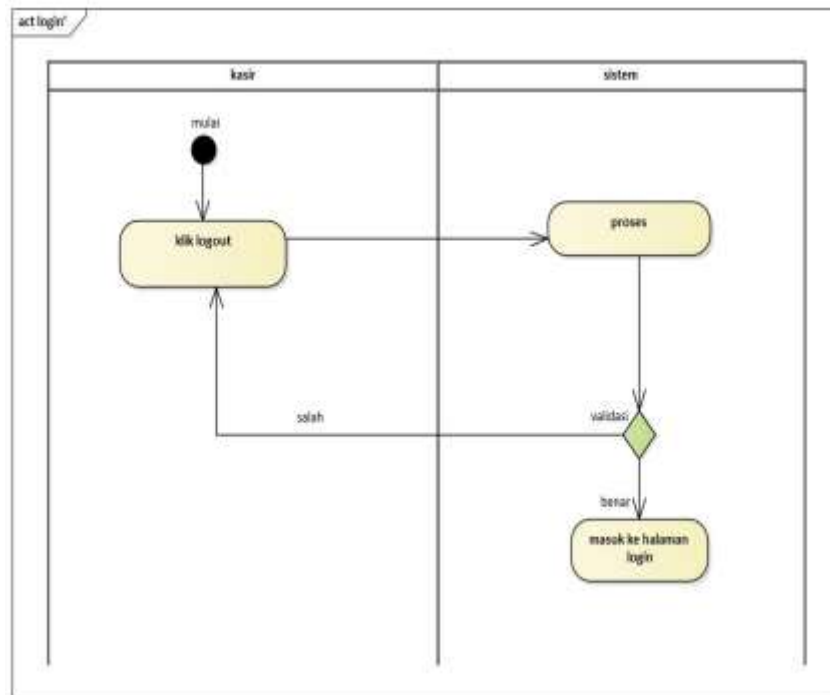 act login'
kasir
sistem
mulai
klik logout
proses
salah
validasi
benar
masuk ke halaman
login